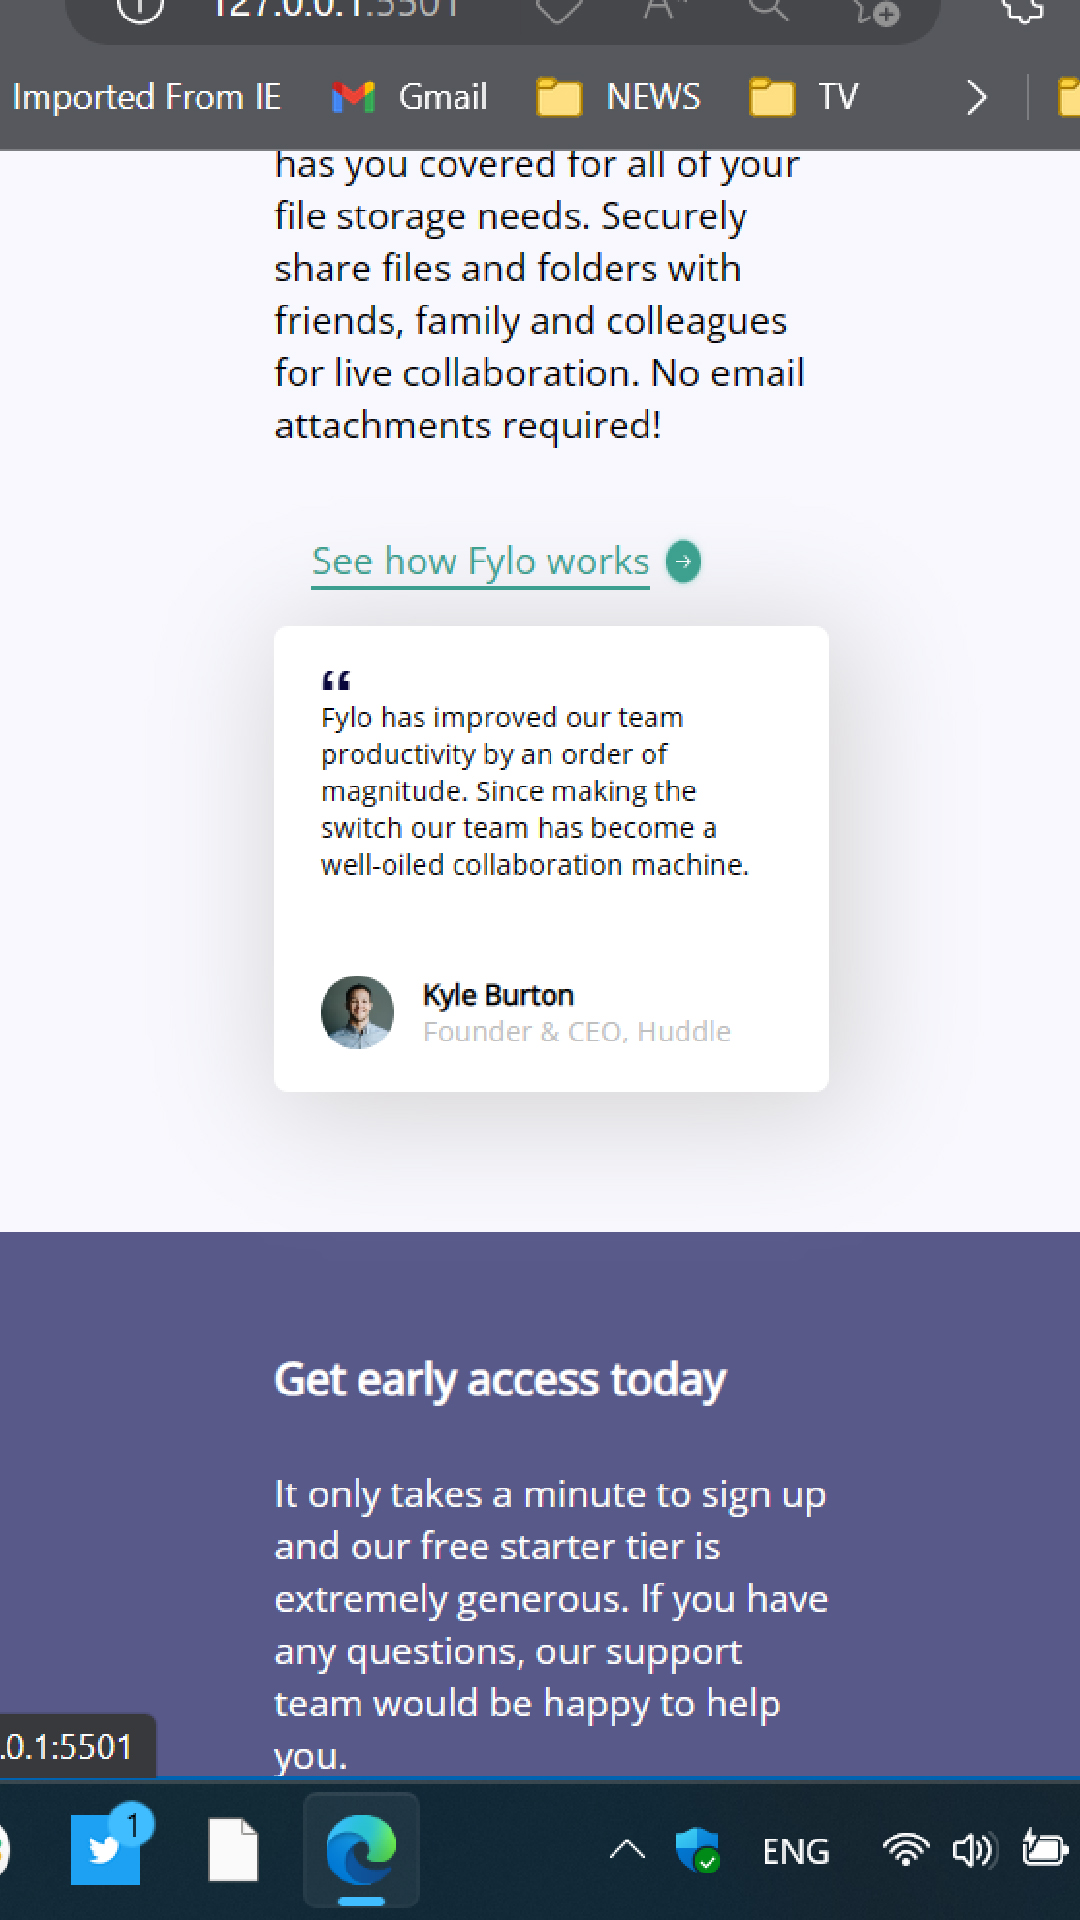 127.0.0.1:5501
Imported From IE Gmail NEWS TV
has you covered for all of your
file storage needs. Securely
share files and folders with
friends, family and colleagues
for live collaboration. No email
attachments required!
See how Fylo works
“
Fylo has improved our team
productivity by an order of
magnitude. Since making the
switch our team has become a
well-oiled collaboration machine.
Kyle Burton
Founder & CEO, Huddle
Get early access today
It only takes a minute to sign up
and our free starter tier is
extremely generous. If you have
any questions, our support
team would be happy to help
you.
.0.1:5501
1
ENG